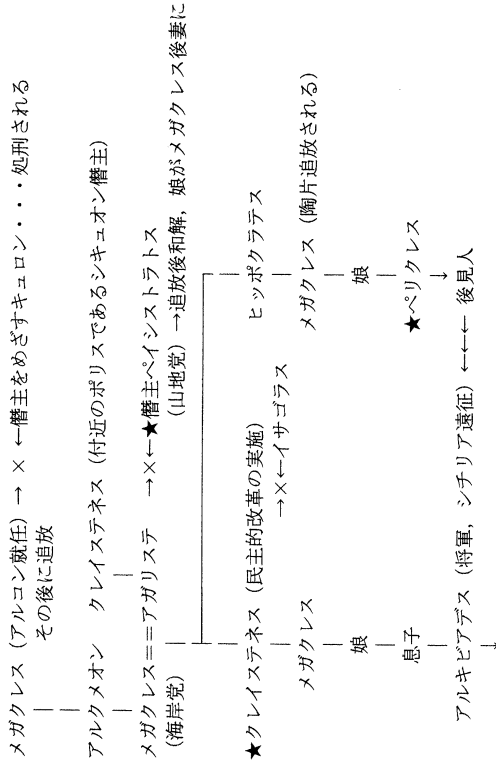 メガクレス（アルコン就任）→ × ←僭主をめざすキュロン・・・処刑される
その後に追放
アルクメオン クレイステネス（付近のポリスであるシキュオン僭主）
メガクレス＝＝アガリステ →×←★僭主ペイシストラトス
（海岸党） （山地党）→追放後和解，娘がメガクレス後妻に
★クレイステネス（民主的改革の実施） ヒッポクラテス
→×←イサゴラス
メガクレス メガクレス（陶片追放される）
娘 娘
息子 ★ペリクレス
アルキビアデス（将軍，シチリア遠征）←←← 後見人